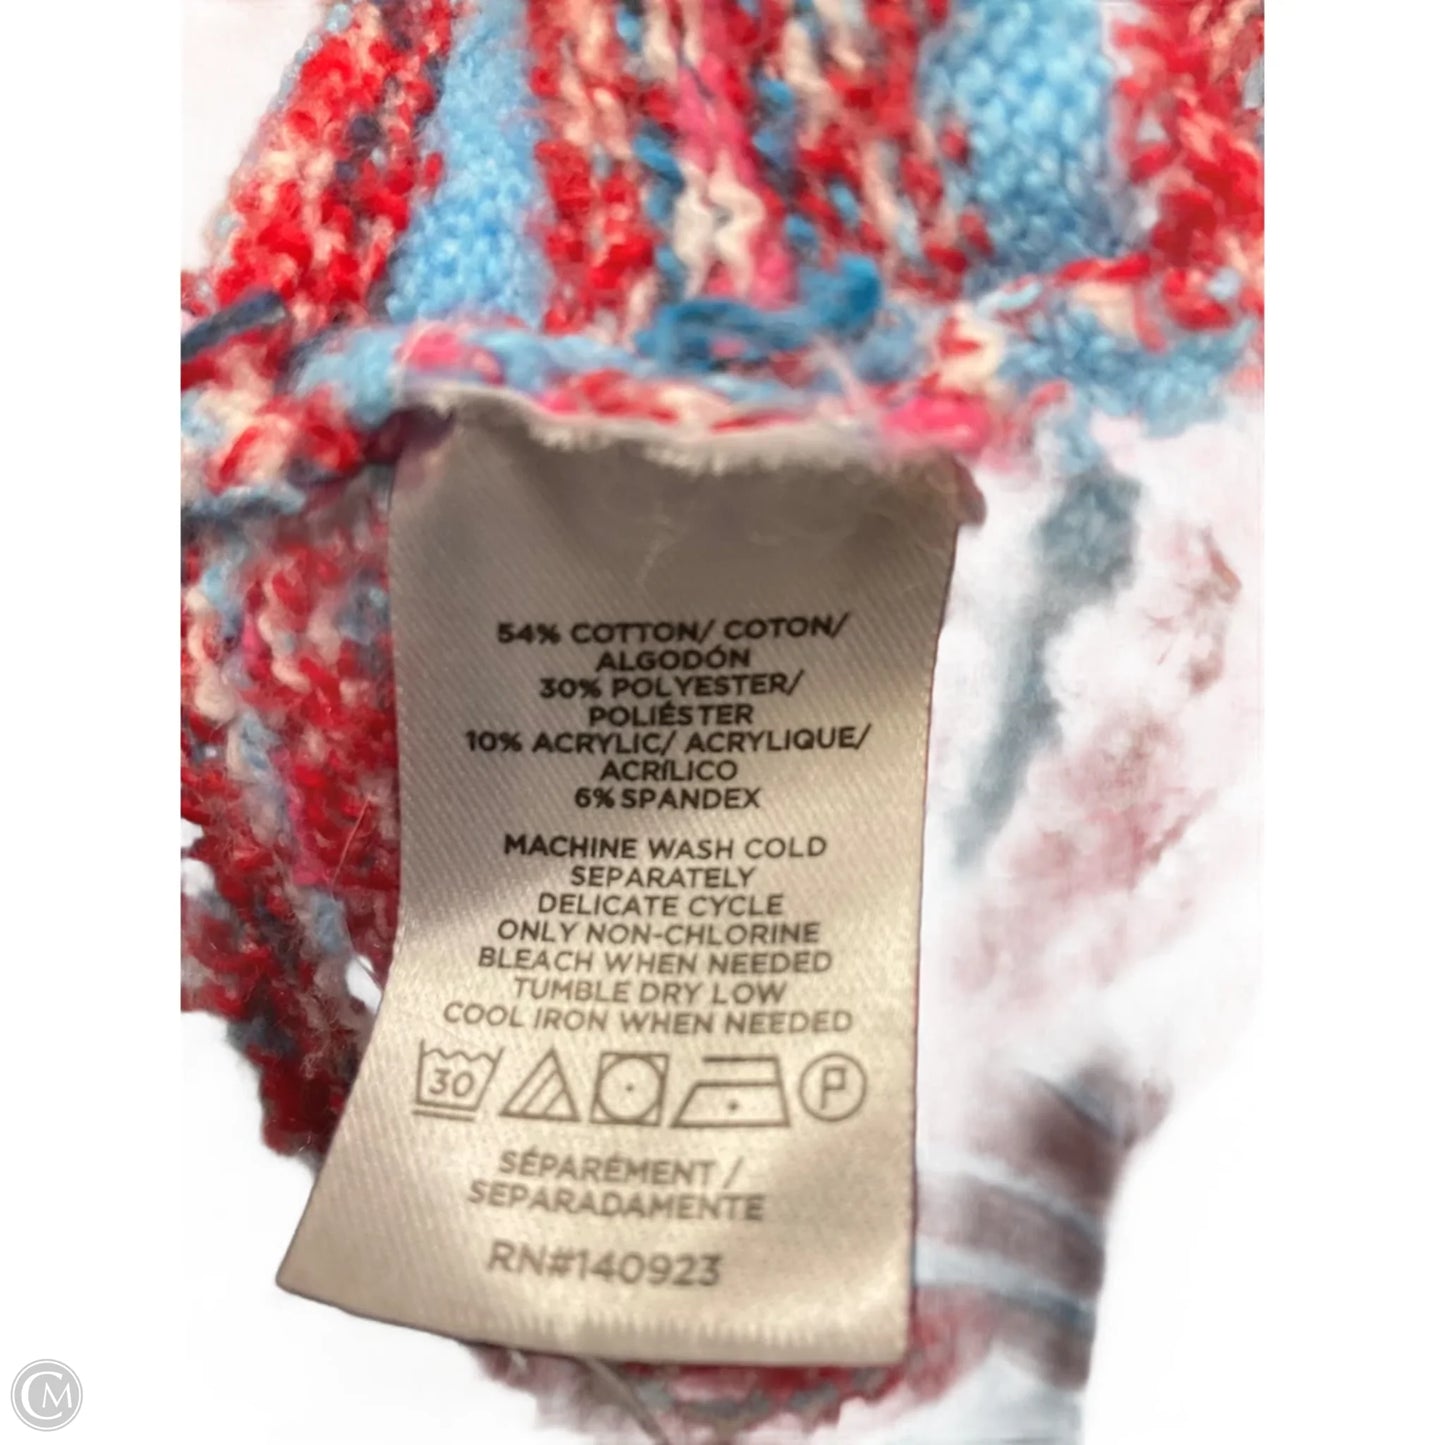 54% COTTON/ COTON/
ALGODÓN
30% POLYESTER/
POLIÉSTER
10% ACRYLIC/ ACRYLIQUE/
ACRÍLICO
6% SPANDEX
MACHINE WASH COLD
SEPARATELY
DELICATE CYCLE
ONLY NON-CHLORINE
BLEACH WHEN NEEDED
TUMBLE DRY LOW
COOL IRON WHEN NEEDED
30 P
SÉPARÉMENT /
SEPARADAMENTE
RN#140923
CM